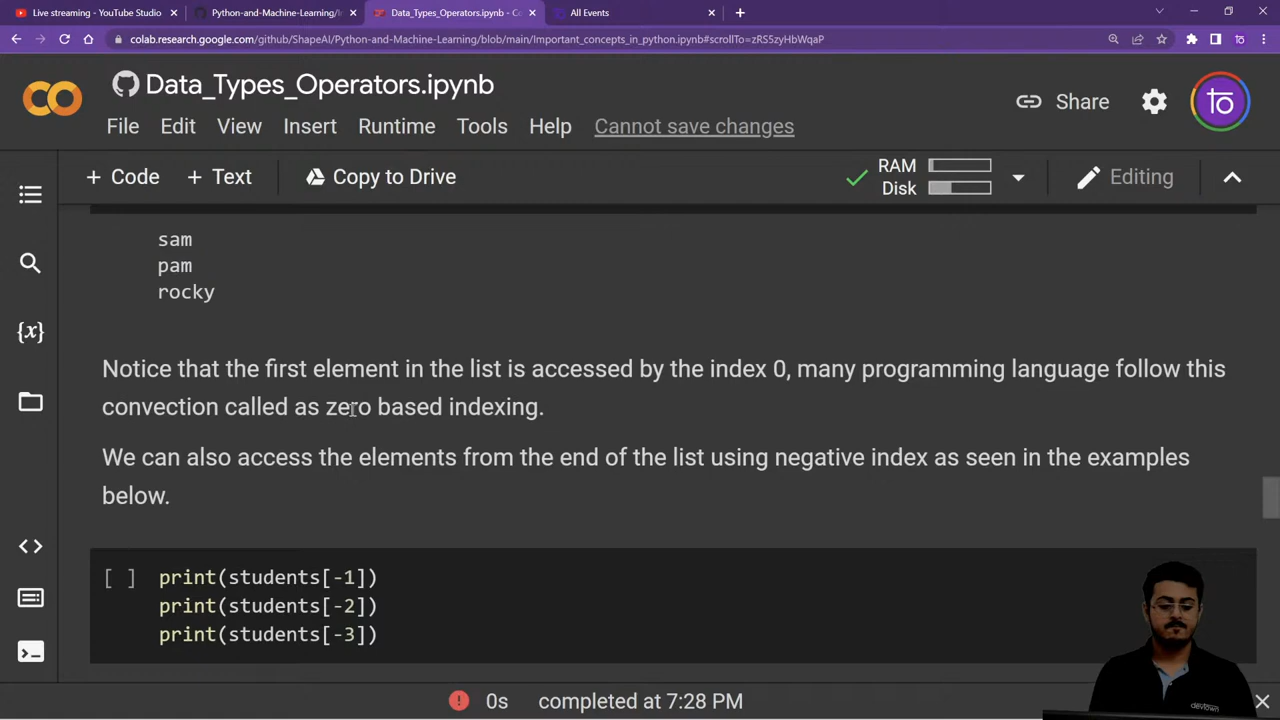 Live streaming - YouTube Studio
Python-and-Machine-Learning/I
Data_Types_Operators.ipynb - C
All Events
colab.research.google.com/github/ShapeAI/Python-and-Machine-Learning/blob/main/Important_concepts_in_python.ipynb#scrollTo=zRS5zyHbWqaP
CO
Data_Types_Operators.ipynb
Share
to
File Edit View Insert Runtime Tools Help Cannot save changes
+ Code + Text Copy to Drive
RAM
Disk
Editing
sam
pam
rocky
{x}
Notice that the first element in the list is accessed by the index 0, many programming language follow this
convection called as zero based indexing.
We can also access the elements from the end of the list using negative index as seen in the examples
below.
[ ] print(students[-1])
print(students[-2])
print(students[-3])
devtown
0s completed at 7:28 PM